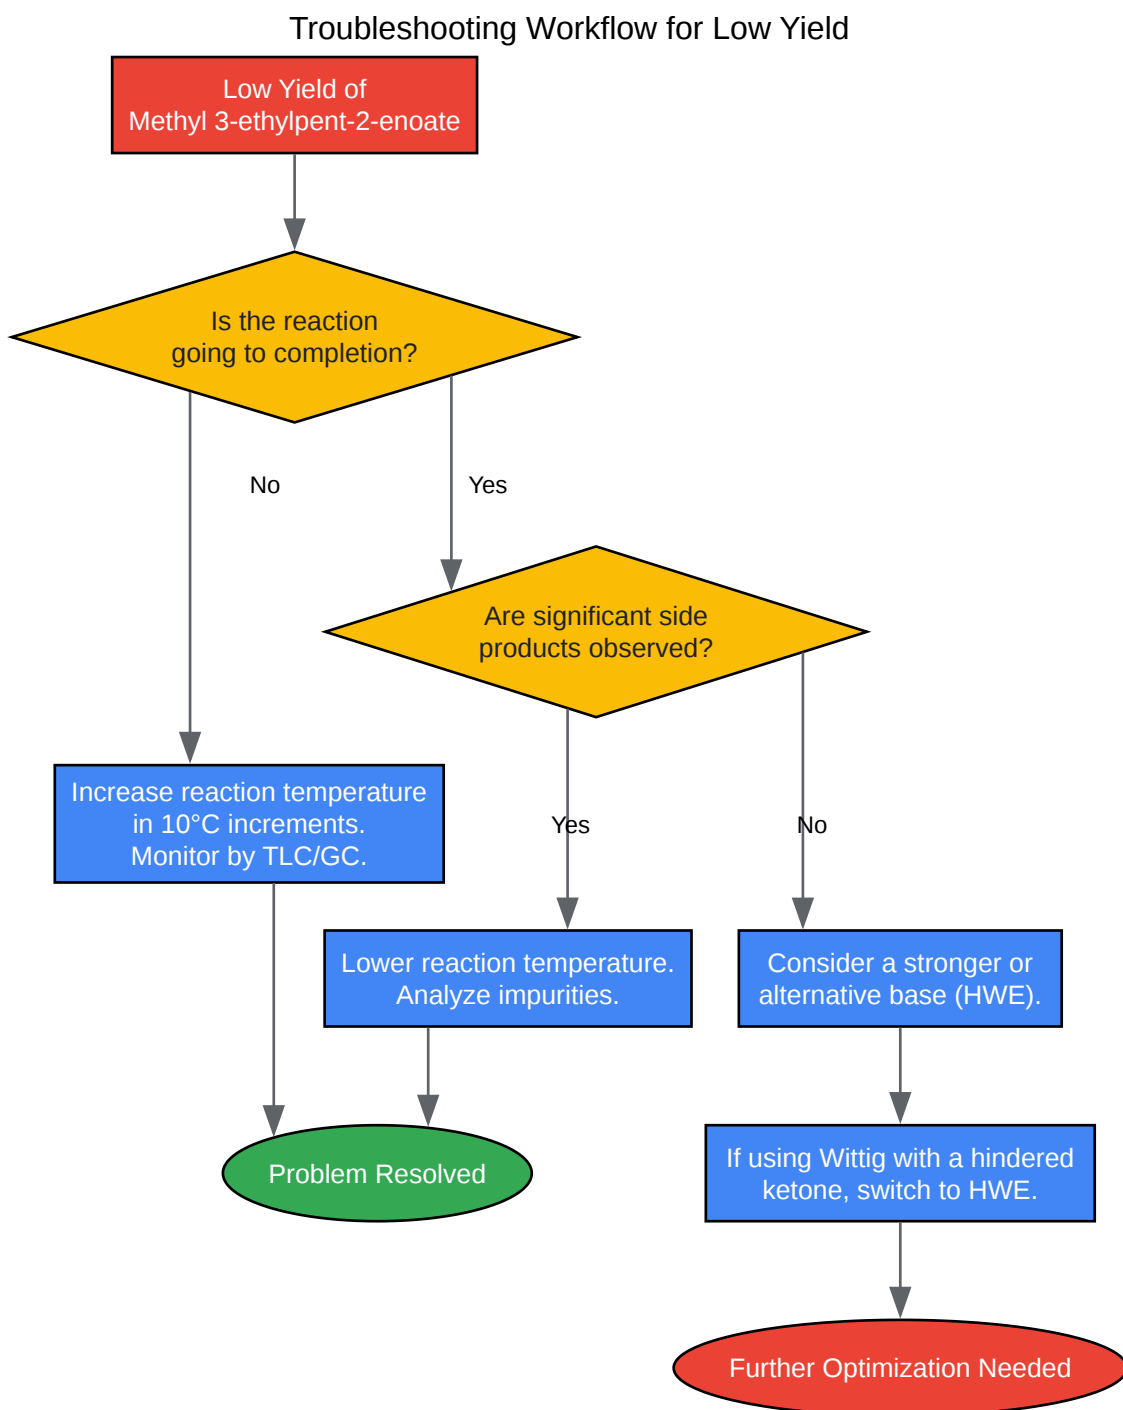 Troubleshooting Workflow for Low Yield
Low Yield of
Methyl 3-ethylpent-2-enoate
Is the reaction
going to completion?
No
Yes
Are significant side
products observed?
Increase reaction temperature
in 10°C increments.
Monitor by TLC/GC.
Yes
No
Lower reaction temperature.
Analyze impurities.
Consider a stronger or
alternative base (HWE).
Problem Resolved
If using Wittig with a hindered
ketone, switch to HWE.
Further Optimization Needed